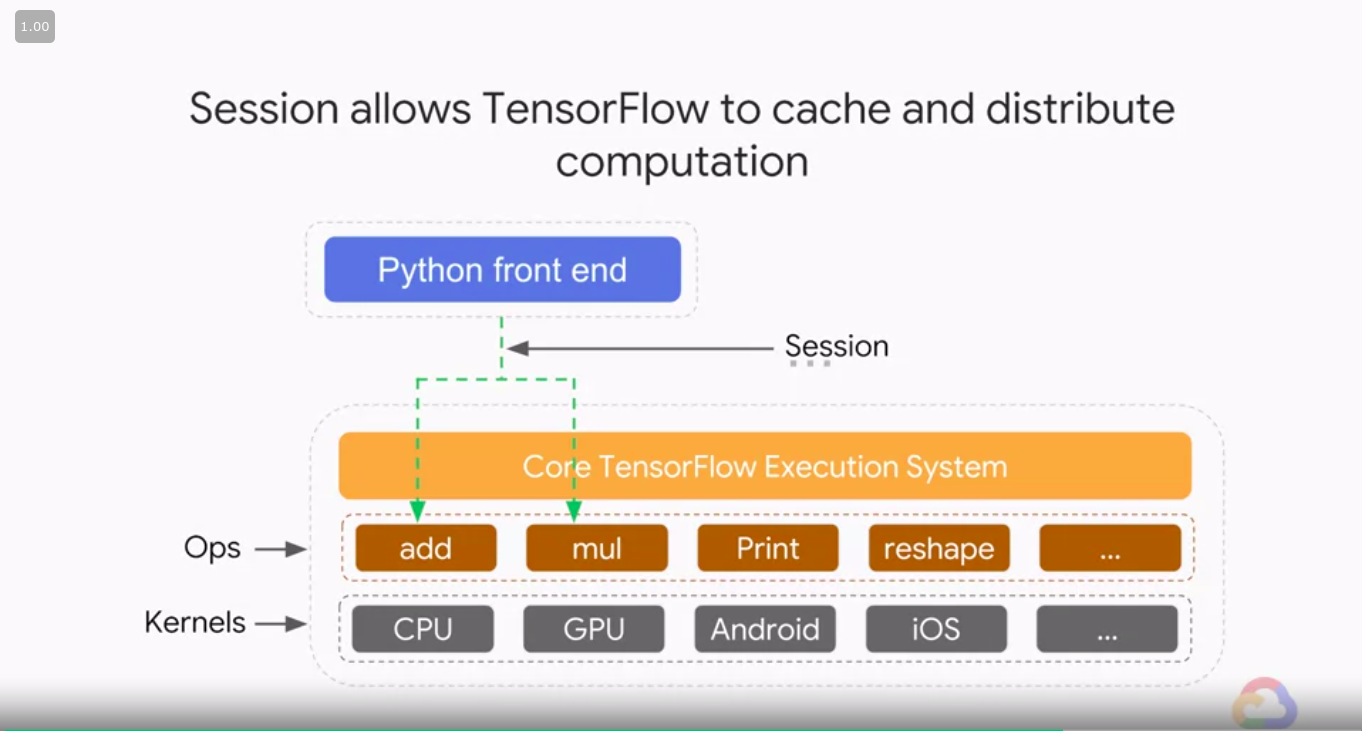 1.00
Session allows TensorFlow to cache and distribute
computation
Python front end
Session
Core TensorFlow Execution System
Ops
add
mul
Print
reshape
...
Kernels
CPU
GPU
Android
iOS
...